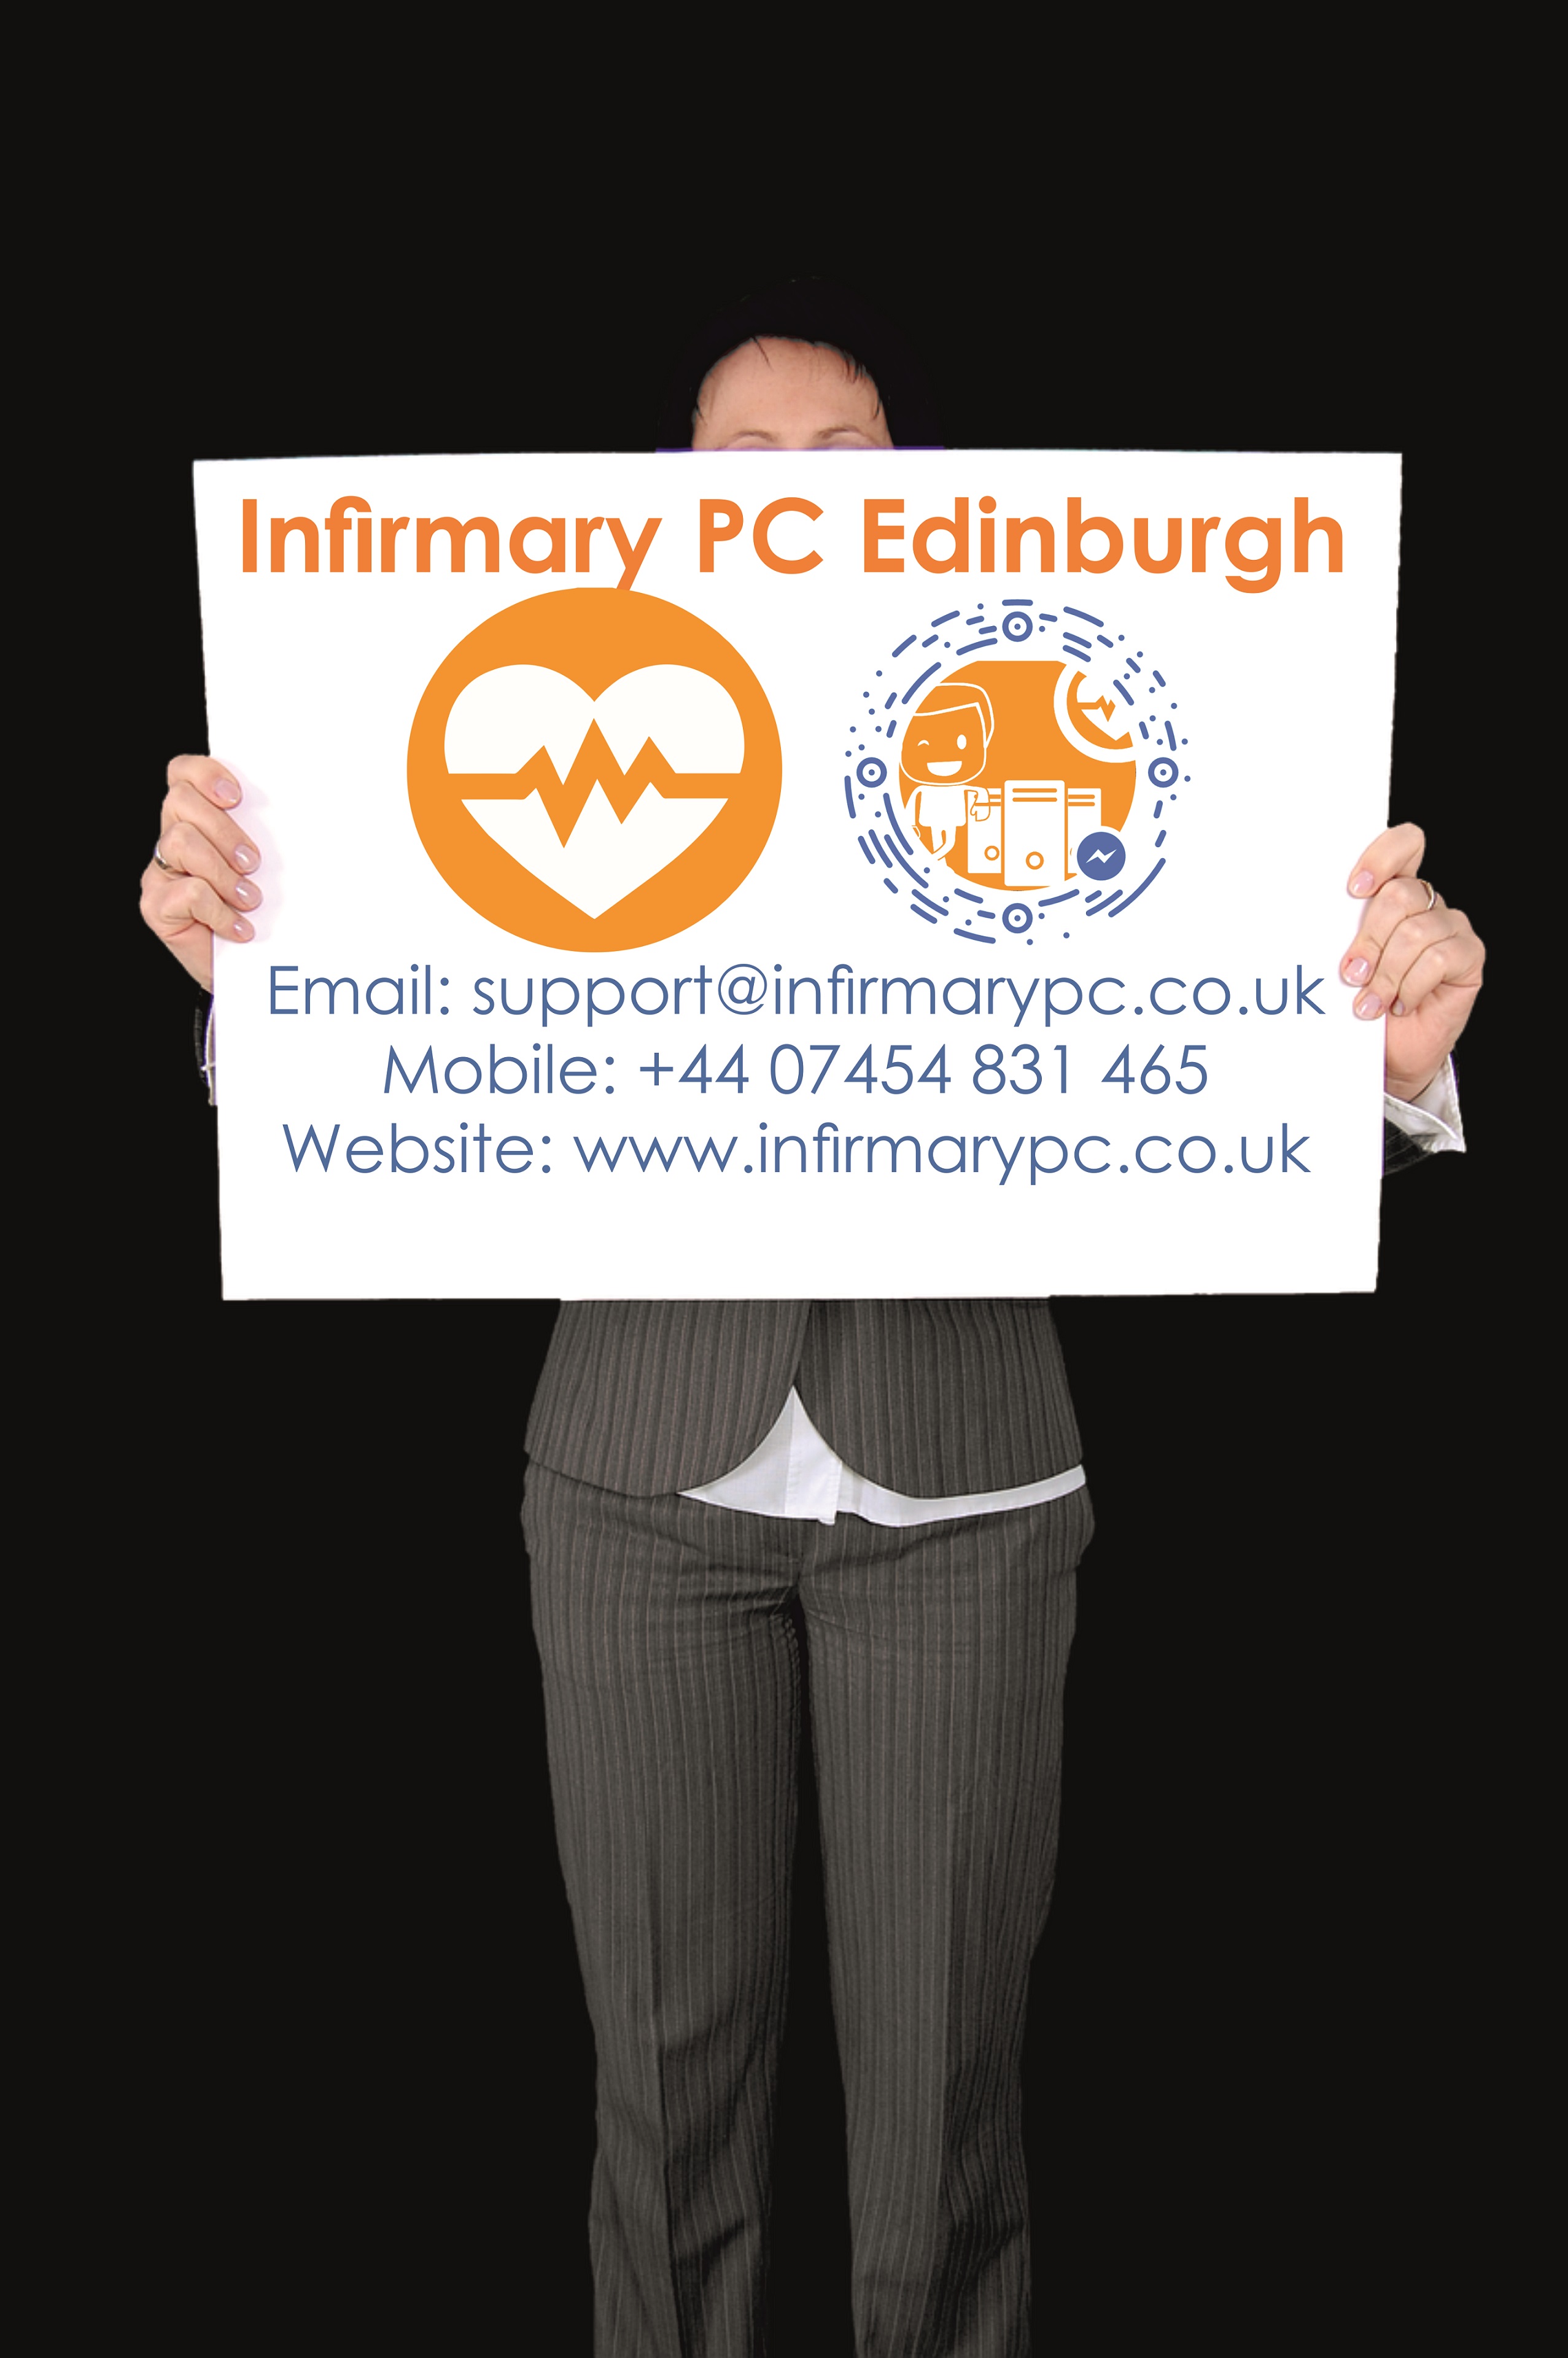 Infirmary PC Edinburgh
Email: support@infirmarypc.co.uk
Mobile: +44 07454 831 465
Website: www.infirmarypc.co.uk